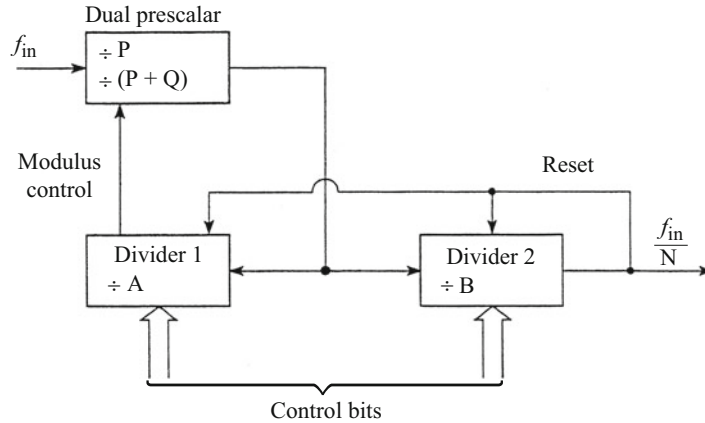 Dual prescalar
f_in
÷ P
÷ (P + Q)
Modulus
control
Reset
Divider 1
÷ A
Divider 2
÷ B
f_in
N
Control bits